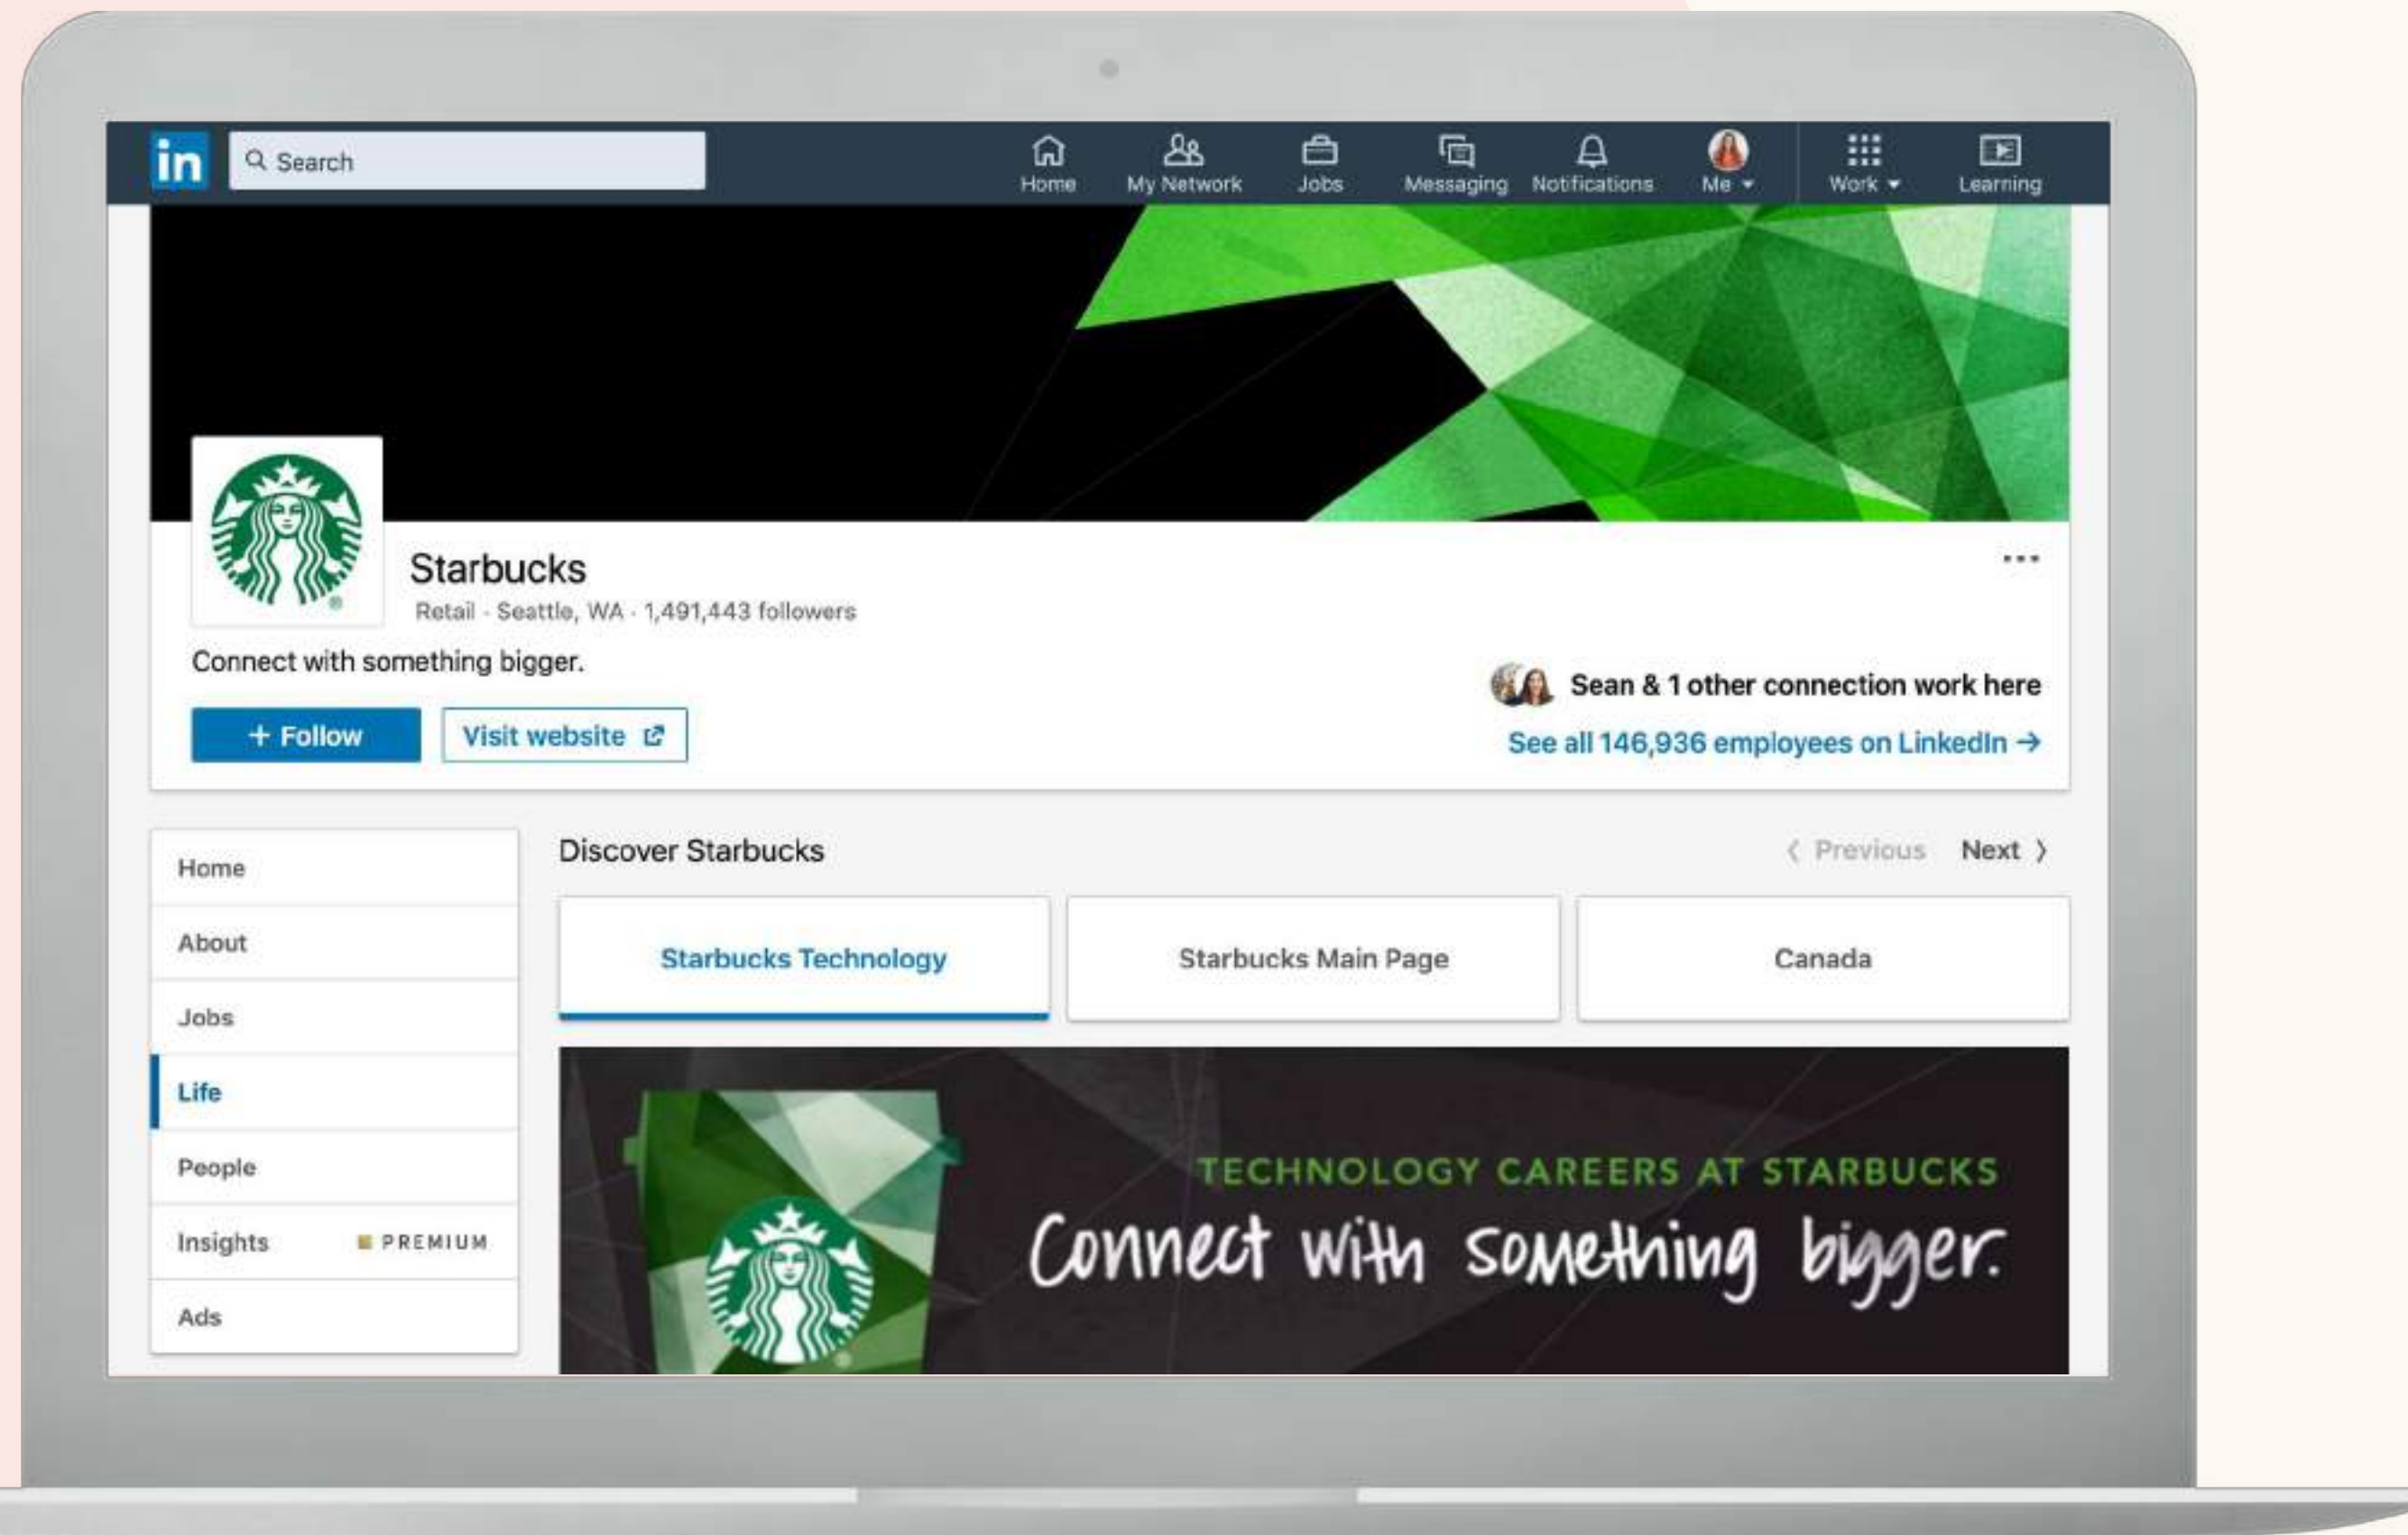 in
Search
Home My Network Jobs Messaging Notifications Me Work Learning
Starbucks
Retail · Seattle, WA · 1,491,443 followers
Connect with something bigger.
Sean & 1 other connection work here
+ Follow Visit website
See all 146,936 employees on LinkedIn →
Home
About
Jobs
Life
People
Insights PREMIUM
Ads
Discover Starbucks
Previous Next
Starbucks Technology Starbucks Main Page Canada
TECHNOLOGY CAREERS AT STARBUCKS
Connect with something bigger.